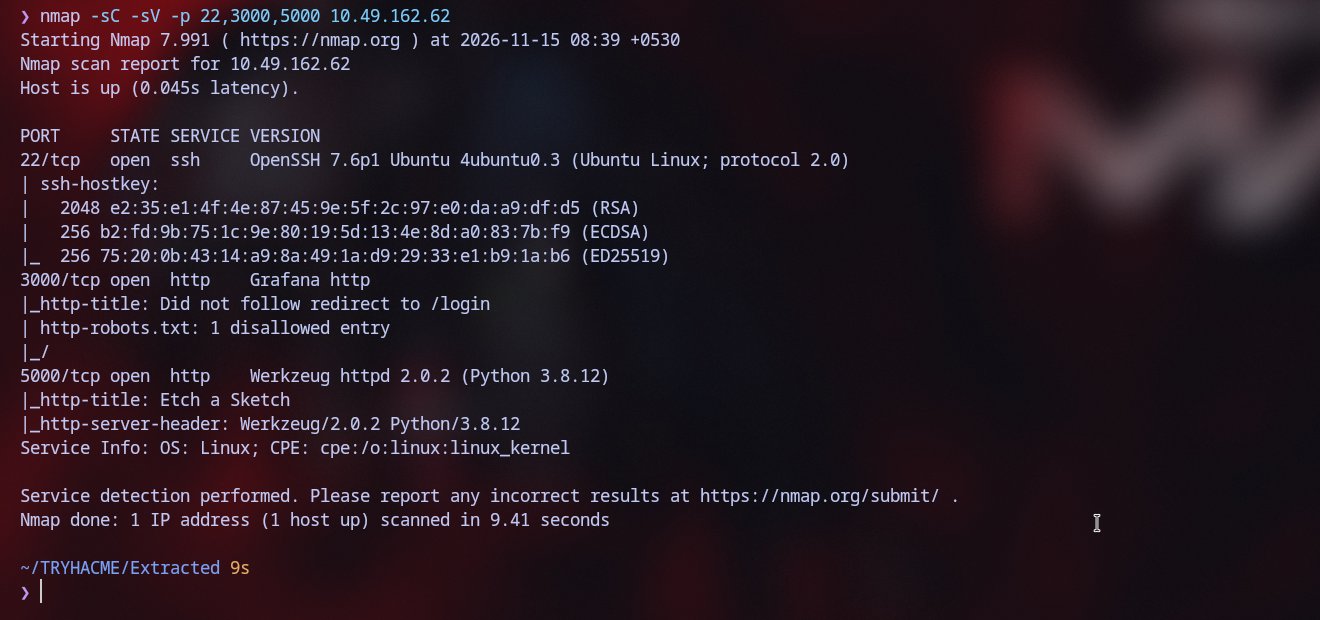 ❯ nmap -sC -sV -p 22,3000,5000 10.49.162.62
Starting Nmap 7.991 ( https://nmap.org ) at 2026-11-15 08:39 +0530
Nmap scan report for 10.49.162.62
Host is up (0.045s latency).

PORT     STATE SERVICE VERSION
22/tcp   open  ssh     OpenSSH 7.6p1 Ubuntu 4ubuntu0.3 (Ubuntu Linux; protocol 2.0)
| ssh-hostkey:
|   2048 e2:35:e1:4f:4e:87:45:9e:5f:2c:97:e0:da:a9:df:d5 (RSA)
|   256 b2:fd:9b:75:1c:9e:80:19:5d:13:4e:8d:a0:83:7b:f9 (ECDSA)
|_  256 75:20:0b:43:14:a9:8a:49:1a:d9:29:33:e1:b9:1a:b6 (ED25519)
3000/tcp open  http    Grafana http
|_http-title: Did not follow redirect to /login
| http-robots.txt: 1 disallowed entry
|_/
5000/tcp open  http    Werkzeug httpd 2.0.2 (Python 3.8.12)
|_http-title: Etch a Sketch
|_http-server-header: Werkzeug/2.0.2 Python/3.8.12
Service Info: OS: Linux; CPE: cpe:/o:linux:linux_kernel

Service detection performed. Please report any incorrect results at https://nmap.org/submit/ .
Nmap done: 1 IP address (1 host up) scanned in 9.41 seconds

~/TRYHACME/Extracted 9s
❯